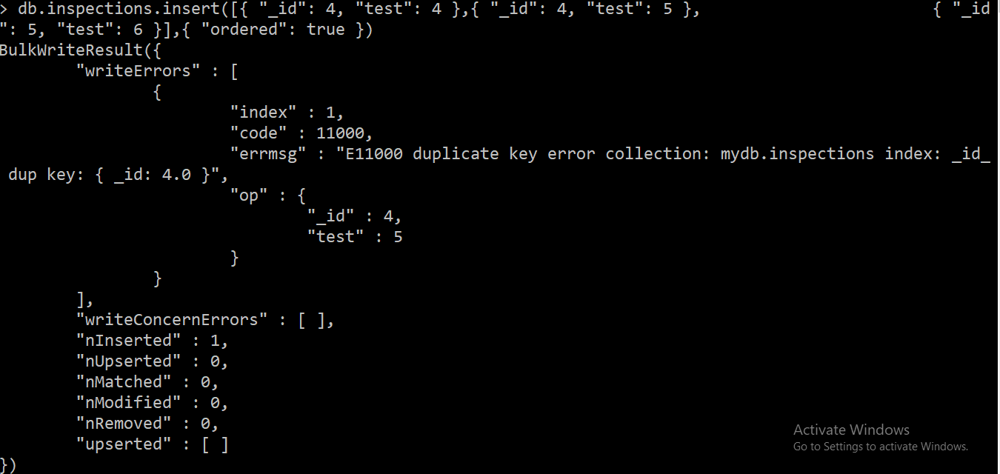 > db.inspections.insert([{ "_id": 4, "test": 4 },{ "_id": 4, "test": 5 },                        { "_id
": 5, "test": 6 }],{ "ordered": true })
BulkWriteResult({
        "writeErrors" : [
                {
                        "index" : 1,
                        "code" : 11000,
                        "errmsg" : "E11000 duplicate key error collection: mydb.inspections index: _id_
 dup key: { _id: 4.0 }",
                        "op" : {
                                "_id" : 4,
                                "test" : 5
                        }
                }
        ],
        "writeConcernErrors" : [ ],
        "nInserted" : 1,
        "nUpserted" : 0,
        "nMatched" : 0,
        "nModified" : 0,
        "nRemoved" : 0,
        "upserted" : [ ]
})
Activate Windows
Go to Settings to activate Windows.